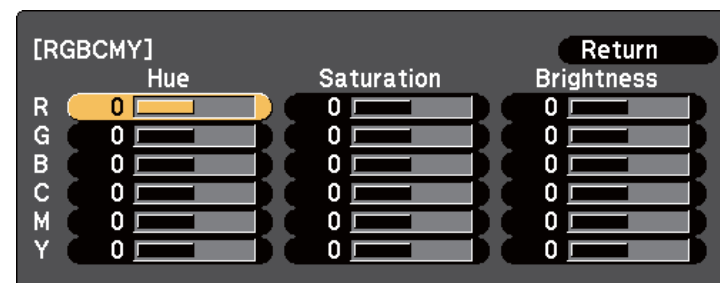 [RGBCMY] Return
Hue Saturation Brightness
R 0 0 0
G 0 0 0
B 0 0 0
C 0 0 0
M 0 0 0
Y 0 0 0